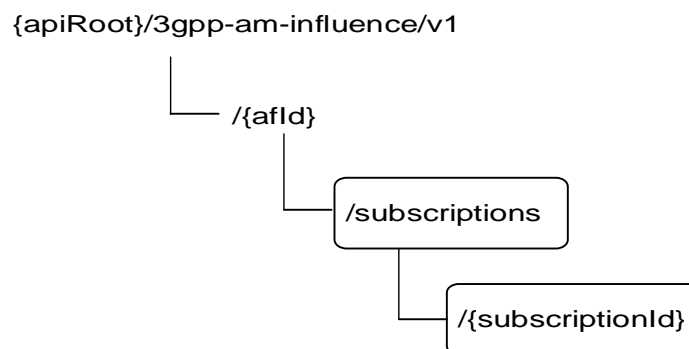 {apiRoot}/3gpp-am-influence/v1
/{afId}
/subscriptions
/{subscriptionId}